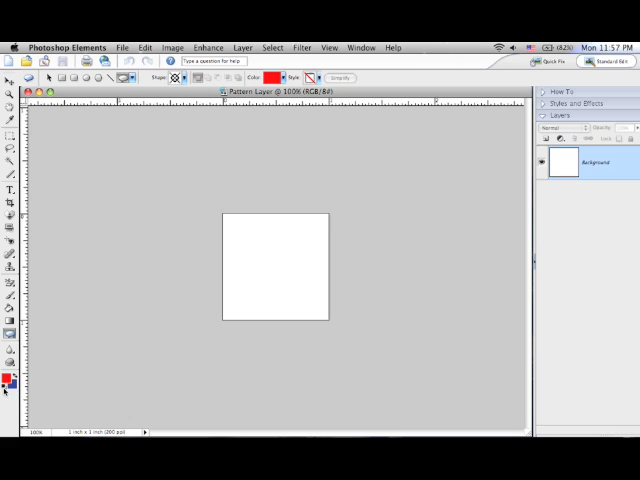 Photoshop Elements File Edit Image Enhance Layer Select Filter View Window Help (82%) Mon 11:57 PM
Type a question for help Quick Fix Standard Edit
Shape: Color: Style: Simplify
Pattern Layer @ 100% (RGB/8#)
How To
Styles and Effects
Layers
Normal Opacity:
Lock:
Background
100% 1 inch x 1 inch (200 ppi)